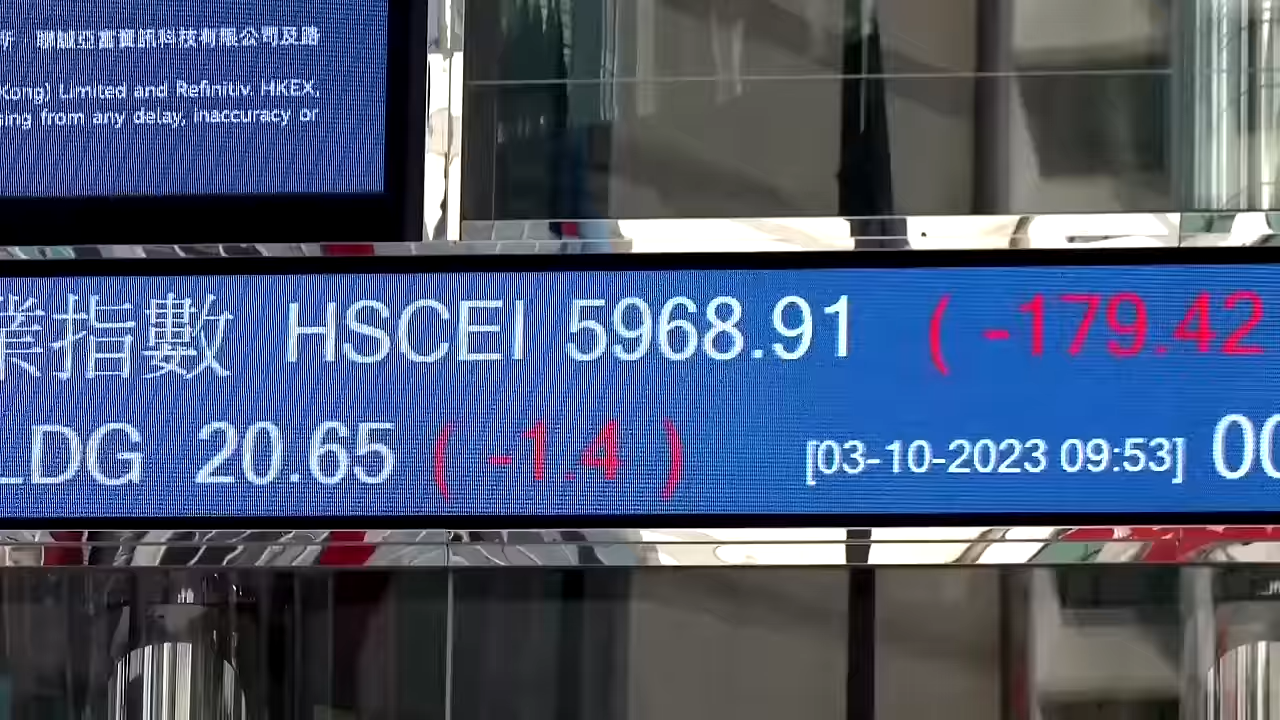 所 聯誠亞富資訊科技有限公司及路
Kong) Limited and Refinitiv. HKEX,
sing from any delay, inaccuracy or
業指數 HSCEI 5968.91 ( -179.42
LDG 20.65 ( -1.4 ) [03-10-2023 09:53] 00